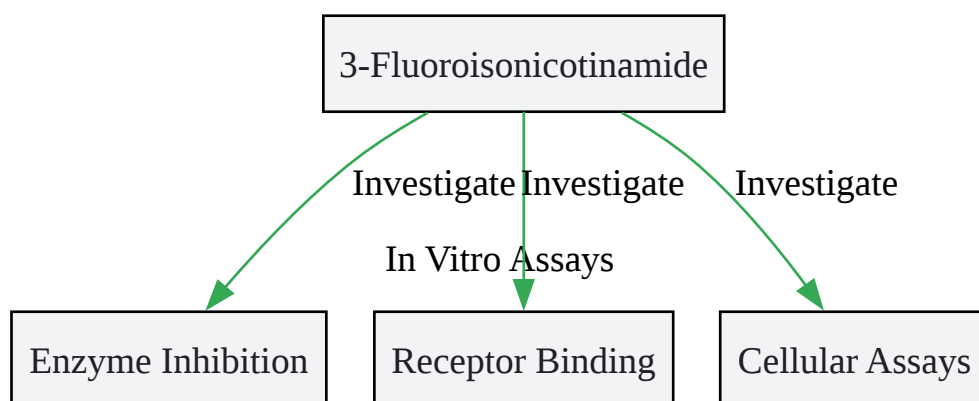 3-Fluoroisonicotinamide
Investigate Investigate Investigate
In Vitro Assays
Enzyme Inhibition Receptor Binding Cellular Assays